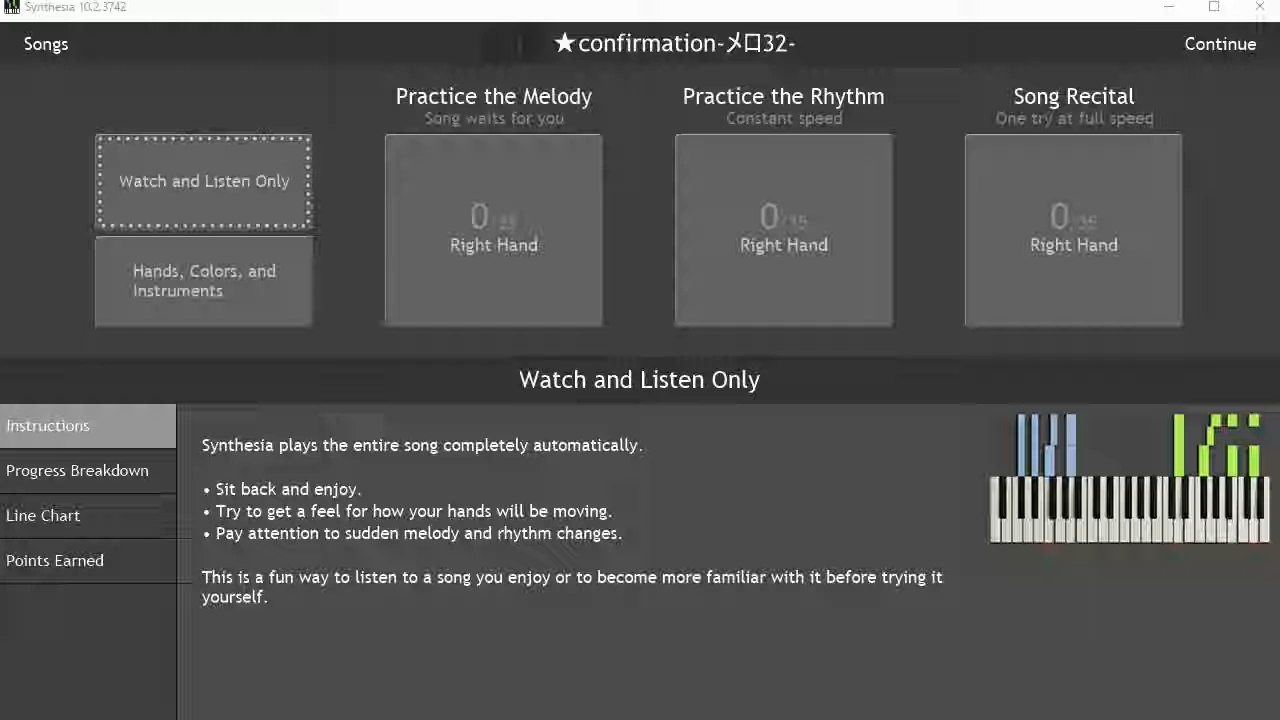 Synthesia 10.2.3742
Songs
★confirmation-メロ32-
Continue
Practice the Melody
Song waits for you
Practice the Rhythm
Constant speed
Song Recital
One try at full speed
Watch and Listen Only
Hands, Colors, and
Instruments
0
Right Hand
0
Right Hand
0
Right Hand
Watch and Listen Only
Instructions
Progress Breakdown
Line Chart
Points Earned
Synthesia plays the entire song completely automatically.
• Sit back and enjoy.
• Try to get a feel for how your hands will be moving.
• Pay attention to sudden melody and rhythm changes.
This is a fun way to listen to a song you enjoy or to become more familiar with it before trying it
yourself.